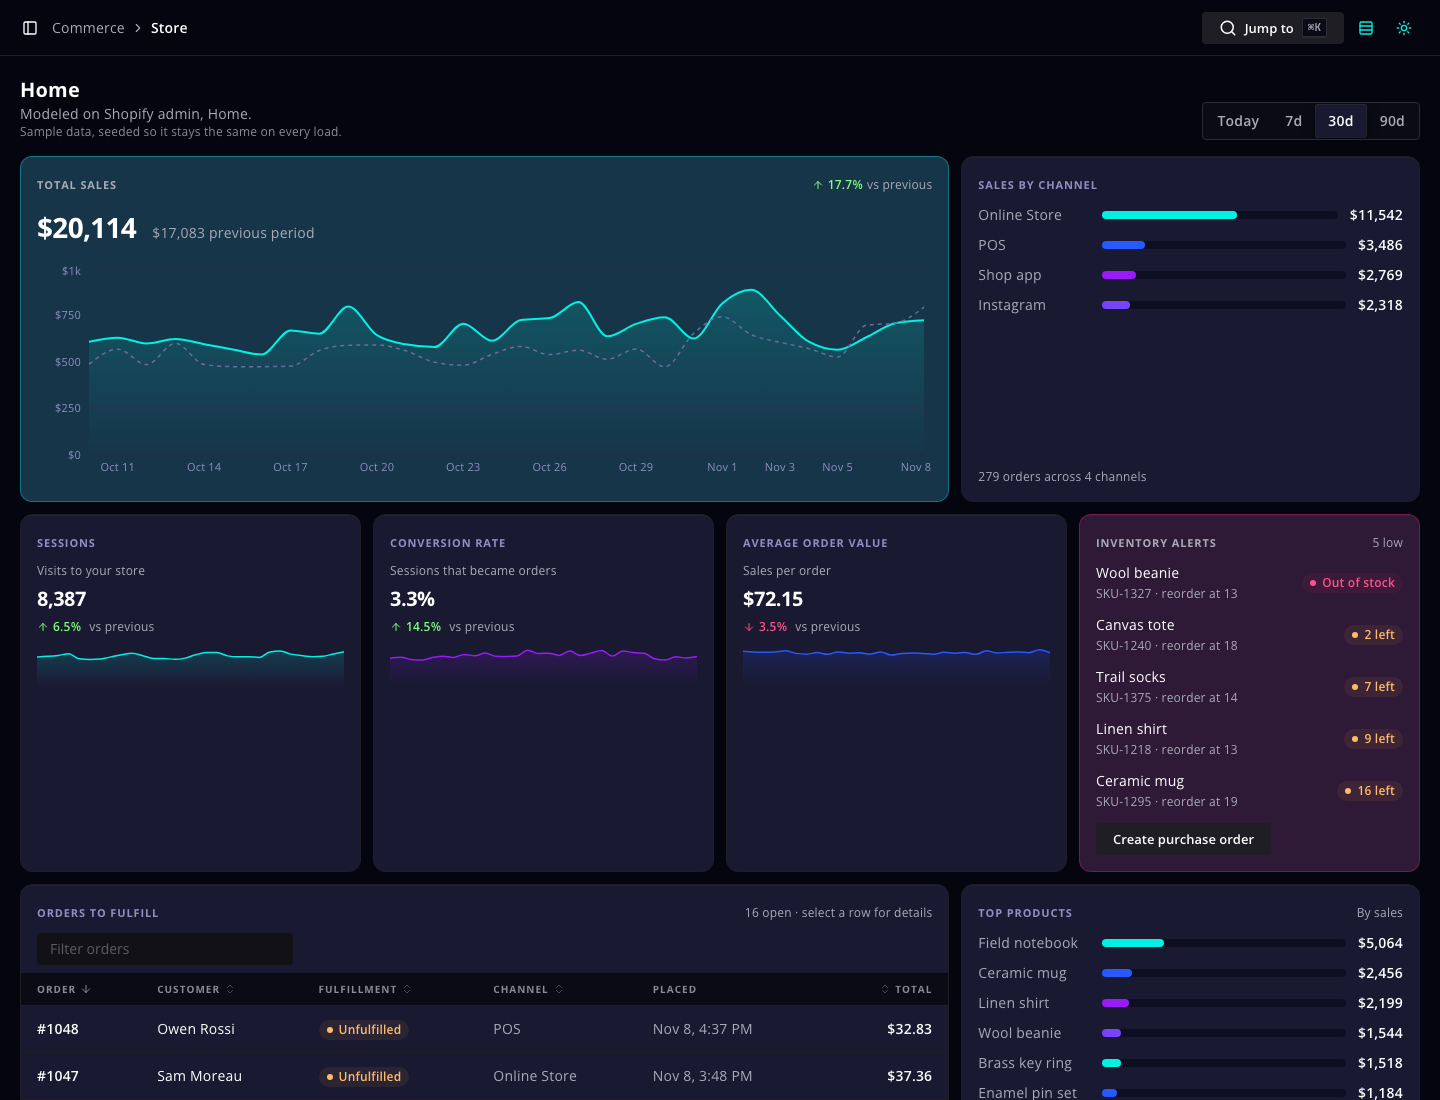 Commerce > Store
Jump to ⌘K
Home
Modeled on Shopify admin, Home.
Sample data, seeded so it stays the same on every load.
Today 7d 30d 90d
TOTAL SALES
↑ 17.7% vs previous
$20,114 $17,083 previous period
$1k
$750
$500
$250
$0
Oct 11 Oct 14 Oct 17 Oct 20 Oct 23 Oct 26 Oct 29 Nov 1 Nov 3 Nov 5 Nov 8
SALES BY CHANNEL
Online Store $11,542
POS $3,486
Shop app $2,769
Instagram $2,318
279 orders across 4 channels
SESSIONS
Visits to your store
8,387
↑ 6.5% vs previous
CONVERSION RATE
Sessions that became orders
3.3%
↑ 14.5% vs previous
AVERAGE ORDER VALUE
Sales per order
$72.15
↓ 3.5% vs previous
INVENTORY ALERTS 5 low
Wool beanie
SKU-1327 · reorder at 13
Out of stock
Canvas tote
SKU-1240 · reorder at 18
2 left
Trail socks
SKU-1375 · reorder at 14
7 left
Linen shirt
SKU-1218 · reorder at 13
9 left
Ceramic mug
SKU-1295 · reorder at 19
16 left
Create purchase order
ORDERS TO FULFILL
16 open · select a row for details
Filter orders
ORDER ↓ CUSTOMER FULFILLMENT CHANNEL PLACED TOTAL
#1048 Owen Rossi Unfulfilled POS Nov 8, 4:37 PM $32.83
#1047 Sam Moreau Unfulfilled Online Store Nov 8, 3:48 PM $37.36
TOP PRODUCTS By sales
Field notebook $5,064
Ceramic mug $2,456
Linen shirt $2,199
Wool beanie $1,544
Brass key ring $1,518
Enamel pin set $1,184